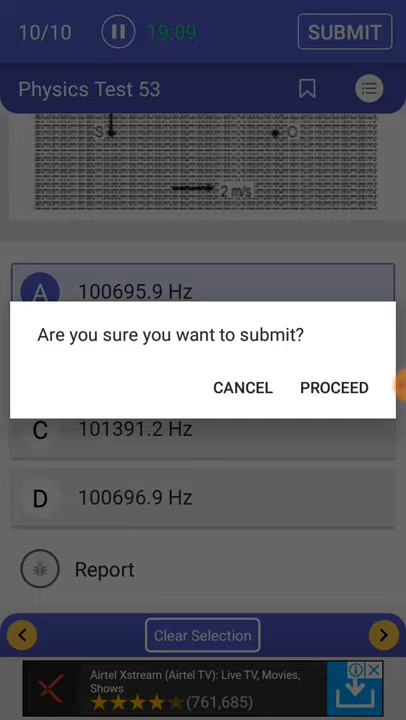 10/10
19:09
SUBMIT
Physics Test 53
S
O
2 m/s
A
100695.9 Hz
Are you sure you want to submit?
CANCEL
PROCEED
C
101391.2 Hz
D
100696.9 Hz
Report
Clear Selection
Airtel Xstream (Airtel TV): Live TV, Movies,
Shows
(761,685)